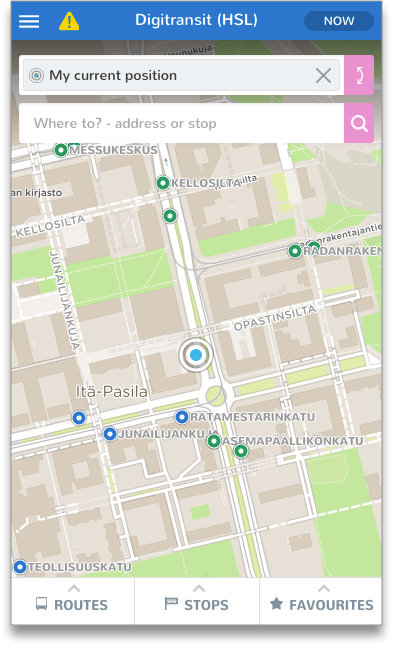 Digitransit (HSL)
NOW
My current position
Where to? - address or stop
MESSUKESKUS
KELLOSILTA
an kirjasto
KELLOSILTA
RADANRAKEN
JUNAILIJANKUJA
OPASTINSILTA
Itä-Pasila
RATAMESTARINKATU
JUNAILIJANKUJA
ASEMAPÄÄLLIKÖNKATU
TEOLLISUUSKATU
ROUTES
STOPS
FAVOURITES